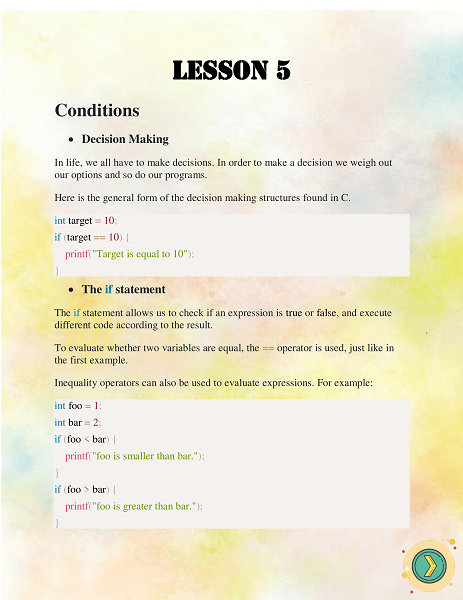 LESSON 5
Conditions
• Decision Making
In life, we all have to make decisions. In order to make a decision we weigh out
our options and so do our programs.
Here is the general form of the decision making structures found in C.
int target = 10;
if (target == 10) {
printf("Target is equal to 10");
}
• The if statement
The if statement allows us to check if an expression is true or false, and execute
different code according to the result.
To evaluate whether two variables are equal, the == operator is used, just like in
the first example.
Inequality operators can also be used to evaluate expressions. For example:
int foo = 1;
int bar = 2;
if (foo < bar) {
printf("foo is smaller than bar.");
}
if (foo > bar) {
printf("foo is greater than bar.");
}